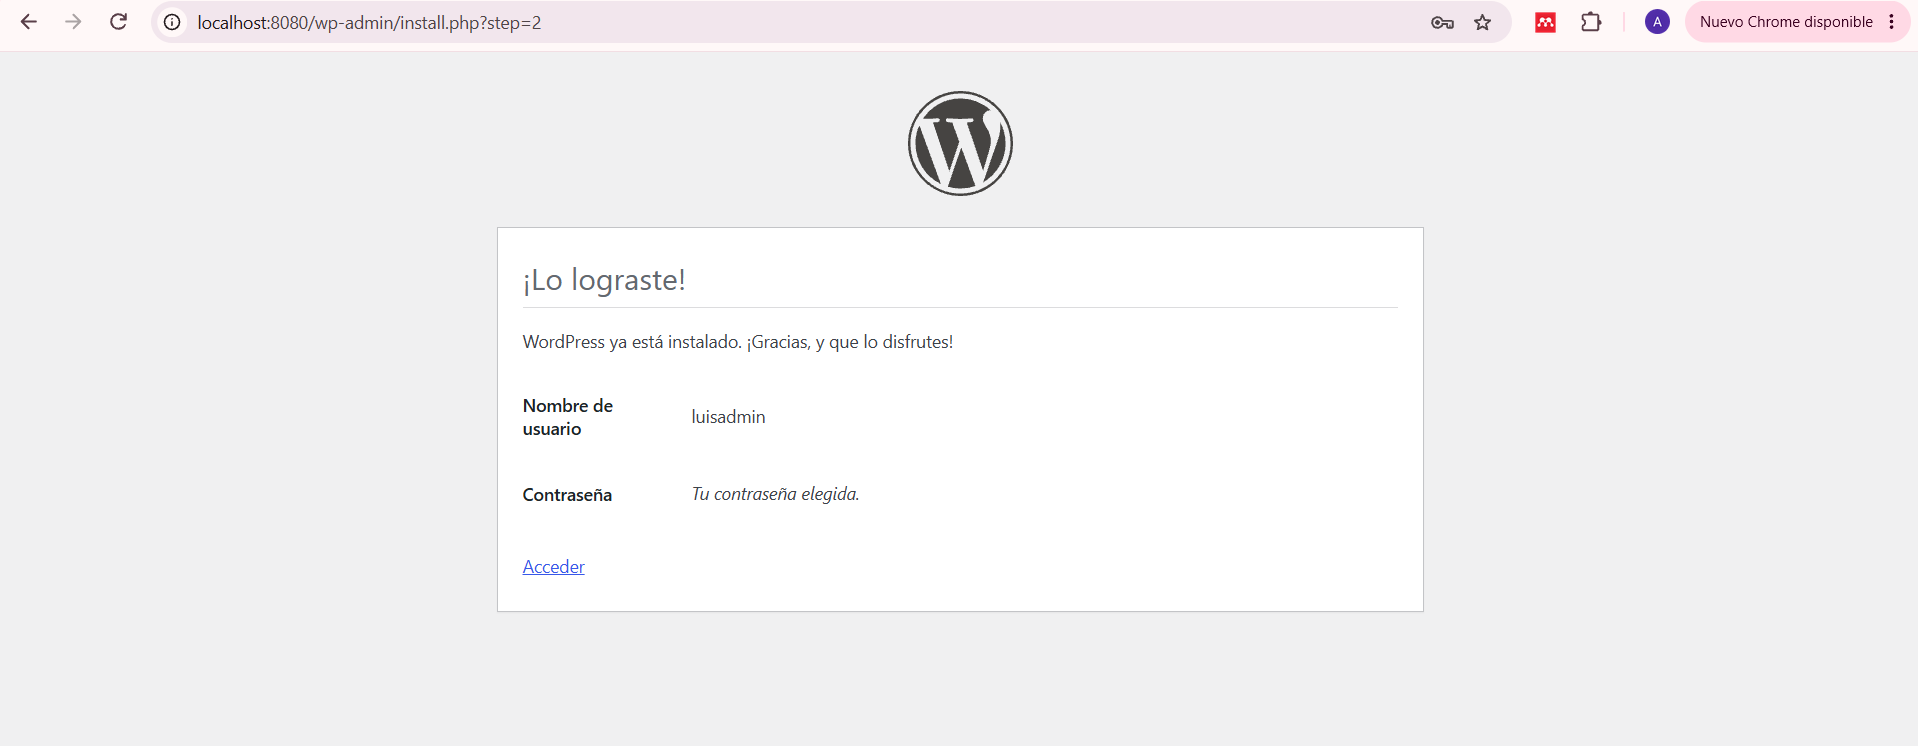 localhost:8080/wp-admin/install.php?step=2
A
Nuevo Chrome disponible
W
¡Lo lograste!
WordPress ya está instalado. ¡Gracias, y que lo disfrutes!
Nombre de
usuario
luisadmin
Contraseña
Tu contraseña elegida.
Acceder